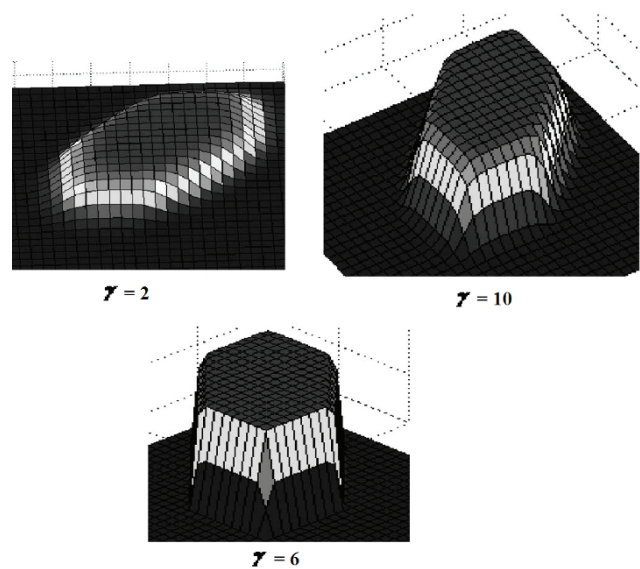 γ = 2
γ = 10
γ = 6